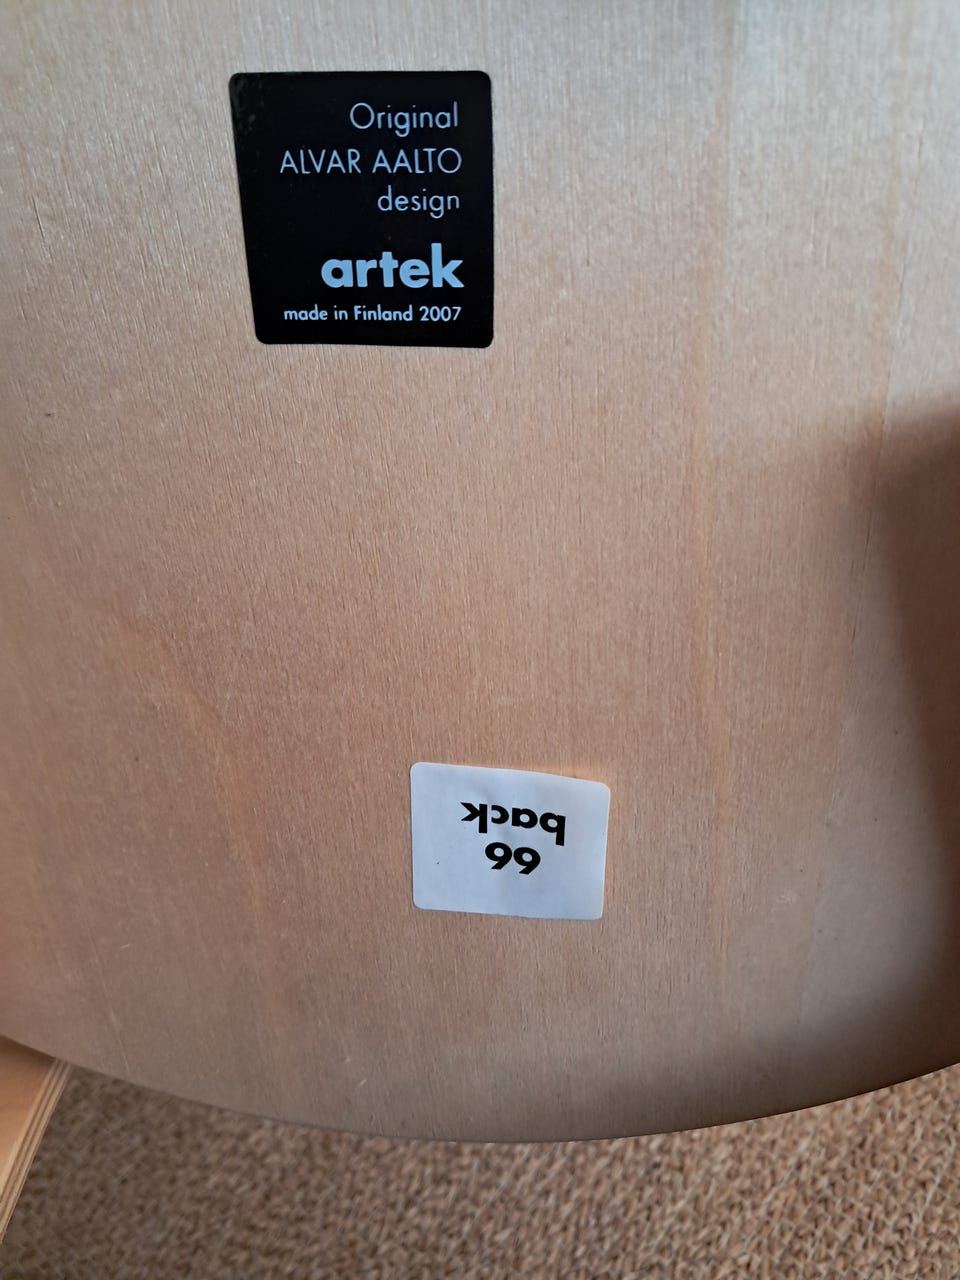 Original
ALVAR AALTO
design
artek
made in Finland 2007
66
back